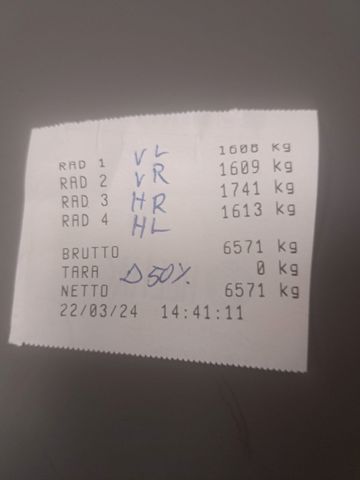 RAD 1 VL 1608 kg
RAD 2 VR 1609 kg
RAD 3 HR 1741 kg
RAD 4 HL 1613 kg
BRUTTO 6571 kg
TARA D50% 0 kg
NETTO 6571 kg
22/03/24 14:41:11